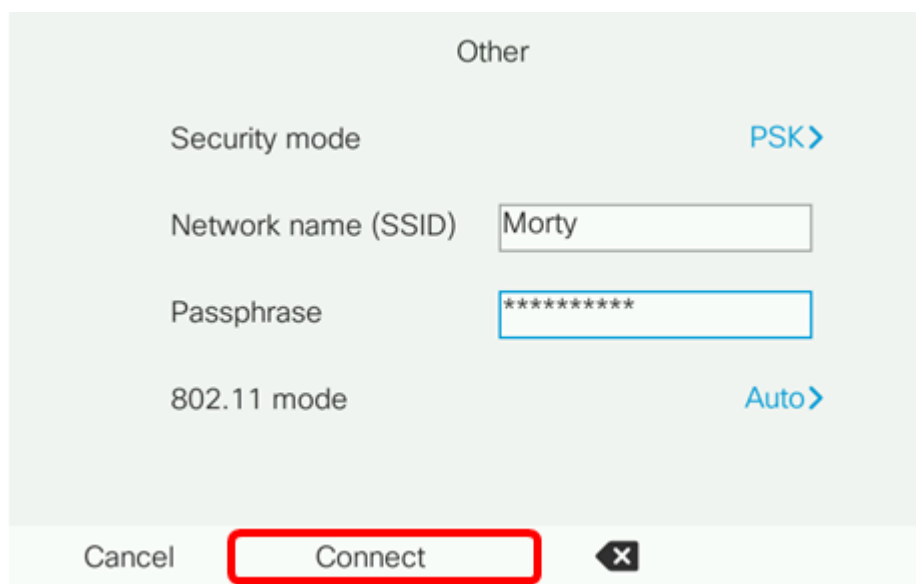 Other
Security mode PSK>
Network name (SSID) Morty
Passphrase **********
802.11 mode Auto>
Cancel Connect